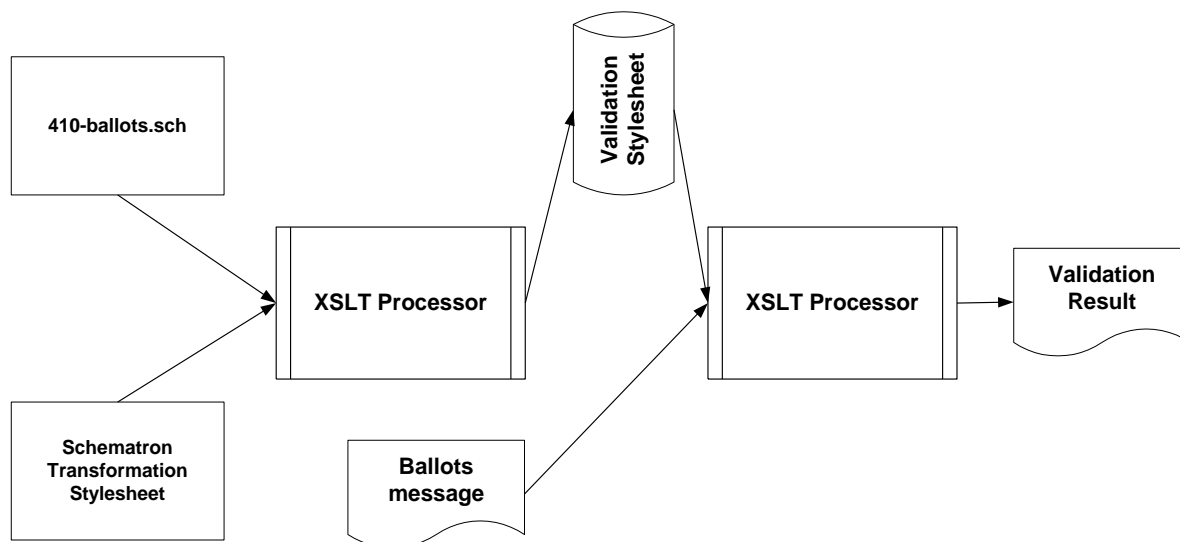 410-ballots.sch
Validation
Stylesheet
XSLT Processor
XSLT Processor
Validation
Result
Schematron
Transformation
Stylesheet
Ballots
message